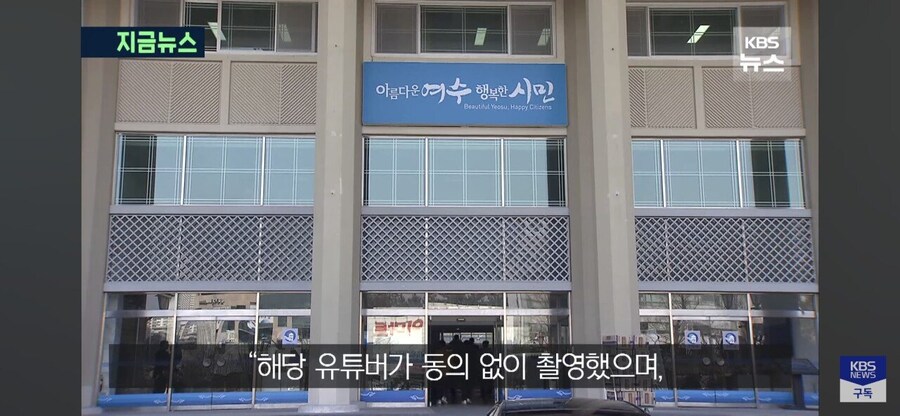 지금뉴스
KBS
뉴스
아름다운 여수 행복한 시민
Beautiful Yeosu, Happy Citizens
“해당 유튜버가 동의 없이 촬영했으며,
KBS
NEWS
구독